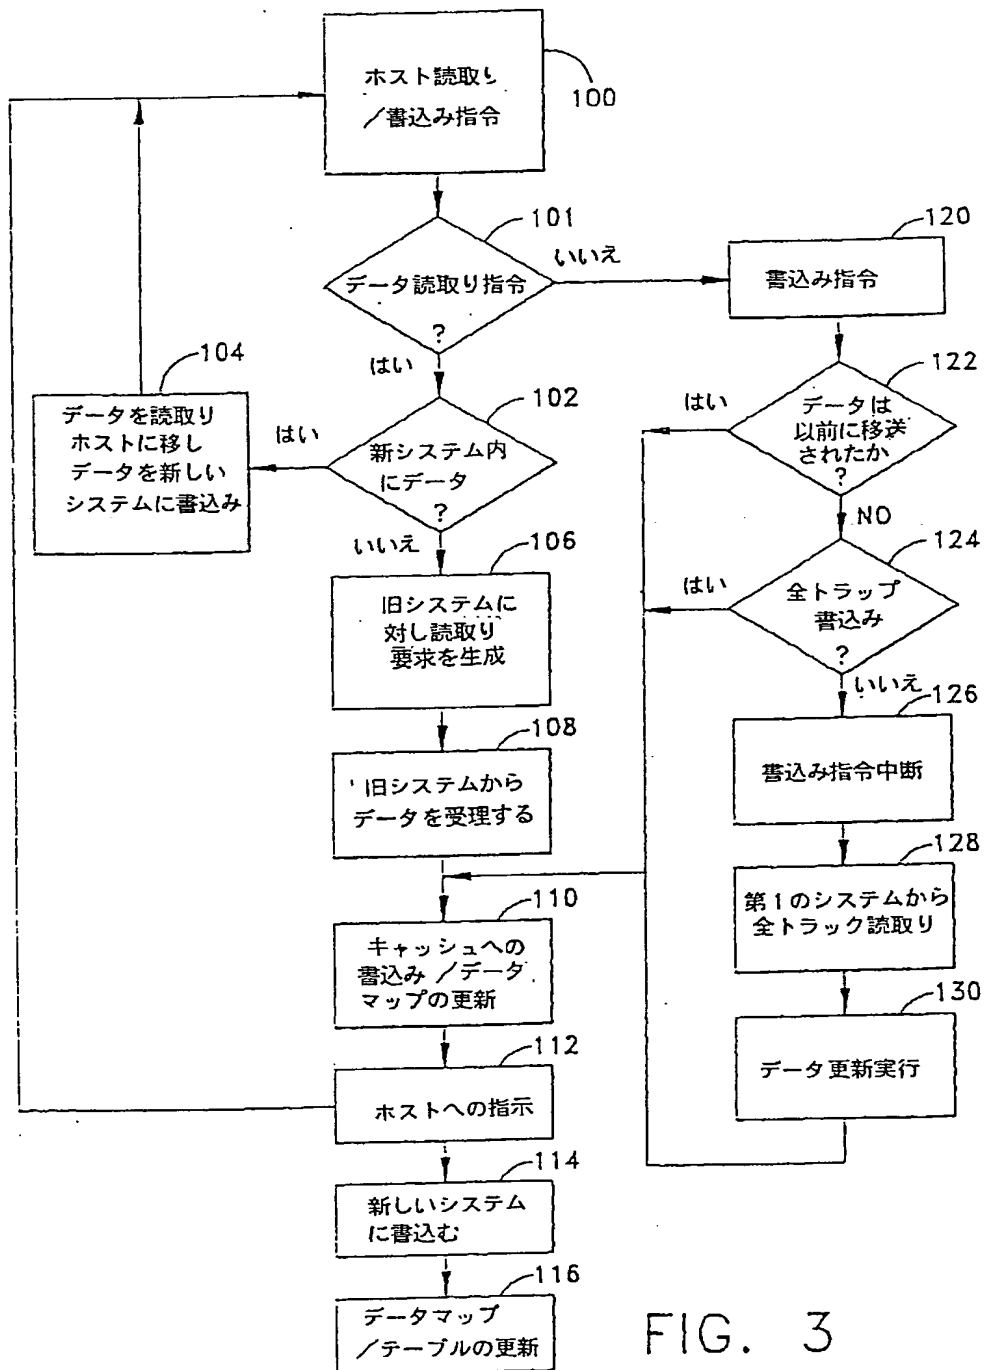 ホスト読取り
／書込み指令
100
101
データ読取り指令
?
いいえ
はい
120
書込み指令
104
データを読取り
ホストに移し
データを新しい
システムに書込み
はい
102
新システム内
にデータ
?
いいえ
122
データは
以前に移送
されたか
?
はい
NO
106
旧システムに
対し読取り
要求を生成
124
全トラップ
書込み
?
はい
いいえ
108
旧システムから
データを受理する
126
書込み指令中断
128
第1のシステムから
全トラック読取り
110
キャッシュへの
書込み／データ
マップの更新
130
データ更新実行
112
ホストへの指示
114
新しいシステム
に書込む
116
データマップ
／テーブルの更新
FIG. 3